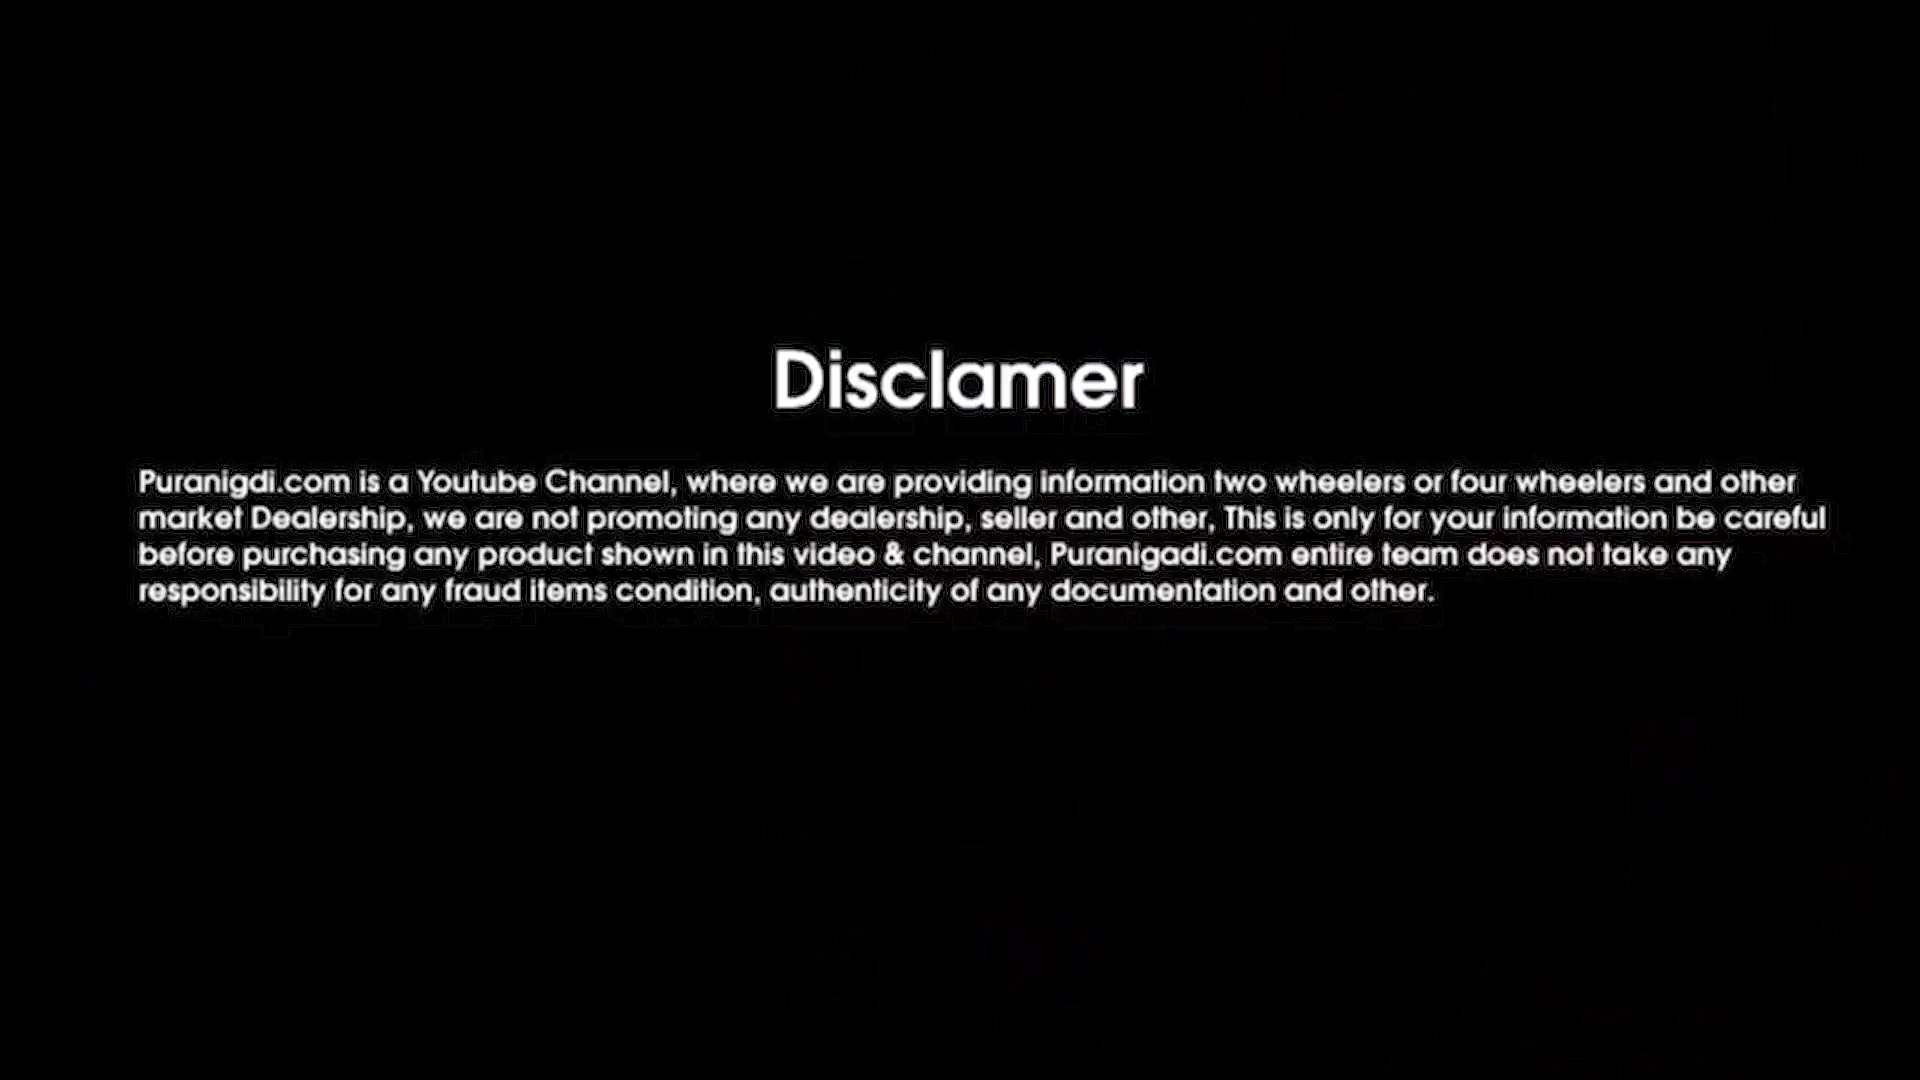 Disclamer
Puranigdi.com is a Youtube Channel, where we are providing information two wheelers or four wheelers and other
market Dealership, we are not promoting any dealership, seller and other, This is only for your information be careful
before purchasing any product shown in this video & channel, Puranigadi.com entire team does not take any
responsibility for any fraud items condition, authenticity of any documentation and other.